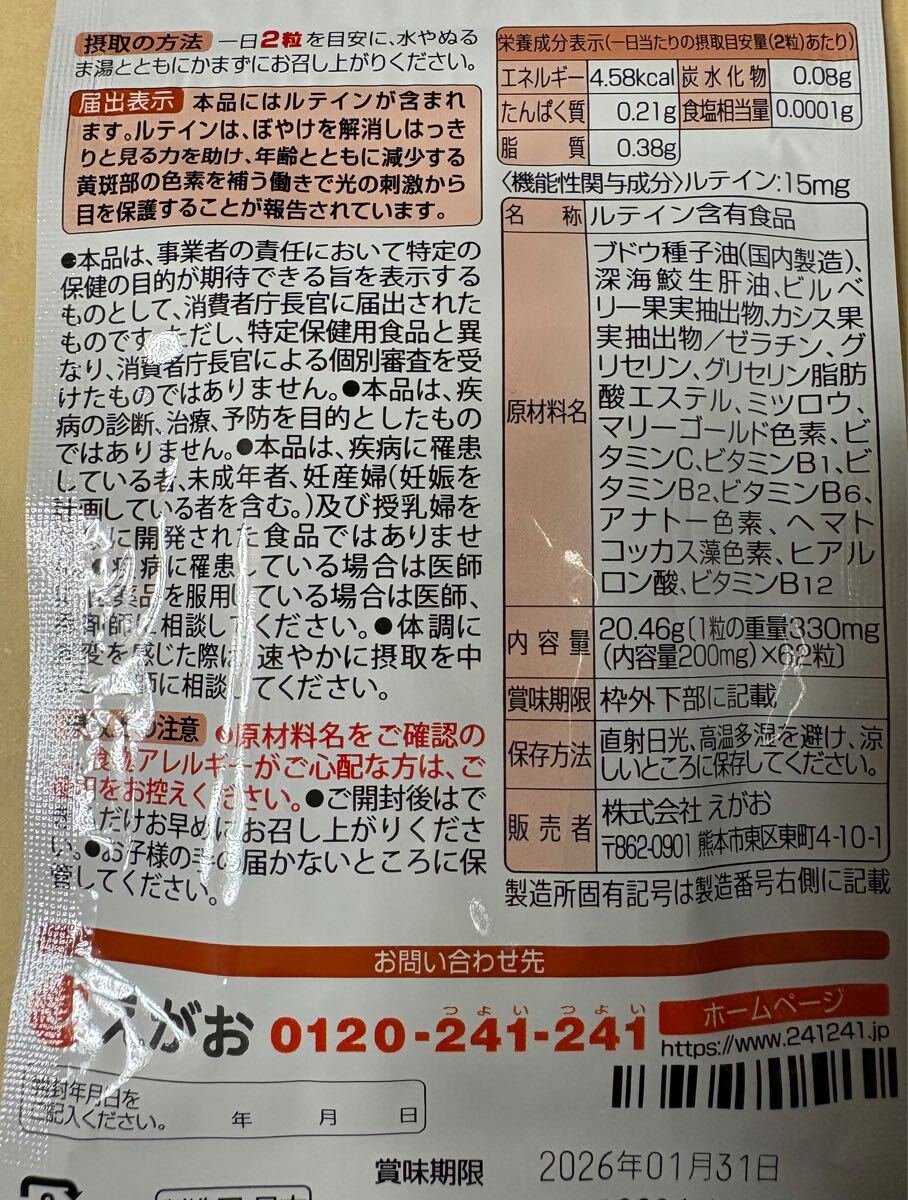 摂取の方法 一日2粒を目安に、水やぬる
ま湯とともにかまずにお召し上がりください。
届出表示 本品にはルテインが含まれ
ます。ルテインは、ぼやけを解消しはっき
りと見る力を助け、年齢とともに減少する
黄斑部の色素を補う働きで光の刺激から
目を保護することが報告されています。
●本品は、事業者の責任において特定の
保健の目的が期待できる旨を表示する
ものとして、消費者庁長官に届出された
ものです。ただし、特定保健用食品と異
なり、消費者庁長官による個別審査を受
けたものではありません。●本品は、疾
病の診断、治療、予防を目的としたもの
ではありません。●本品は、疾病に罹患
している者、未成年者、妊産婦(妊娠を
計画している者を含む。)及び授乳婦を
に開発された食品ではありませ
病に罹患している場合は医師
薬品を服用している場合は医師、
剤師に相談してください。●体調に
変を感じた際は、速やかに摂取を中
師に相談してください。
の注意 ●原材料名をご確認の
食物アレルギーがご心配な方は、ご
使用をお控えください。●ご開封後はで
だけお早めにお召し上がりくださ
い。●お子様の手の届かないところに保
管してください。
栄養成分表示(一日当たりの摂取目安量(2粒)あたり)
エネルギー 4.58kcal 炭水化物 0.08g
たんぱく質 0.21g 食塩相当量 0.0001g
脂質 0.38g
〈機能性関与成分〉ルテイン:15mg
名称 ルテイン含有食品
原材料名 ブドウ種子油(国内製造)、
深海鮫生肝油、ビルベ
リー果実抽出物、カシス果
実抽出物／ゼラチン、グ
リセリン、グリセリン脂肪
酸エステル、ミツロウ、
マリーゴールド色素、ビ
タミンC、ビタミンB1、ビ
タミンB2、ビタミンB6、
アナトー色素、ヘマト
コッカス藻色素、ヒアル
ロン酸、ビタミンB12
内容量 20.46g〔1粒の重量330mg
(内容量200mg)×62粒〕
賞味期限 枠外下部に記載
保存方法 直射日光、高温多湿を避け、涼
しいところに保存してください。
販売者 株式会社 えがお
〒862-0901 熊本市東区東町4-10-1
製造所固有記号は製造番号右側に記載
お問い合わせ先
えがお 0120-241-241
つよい つよい
ホームページ
https://www.241241.jp
開封年月日を
ご記入ください。 年 月 日
賞味期限 2026年01月31日